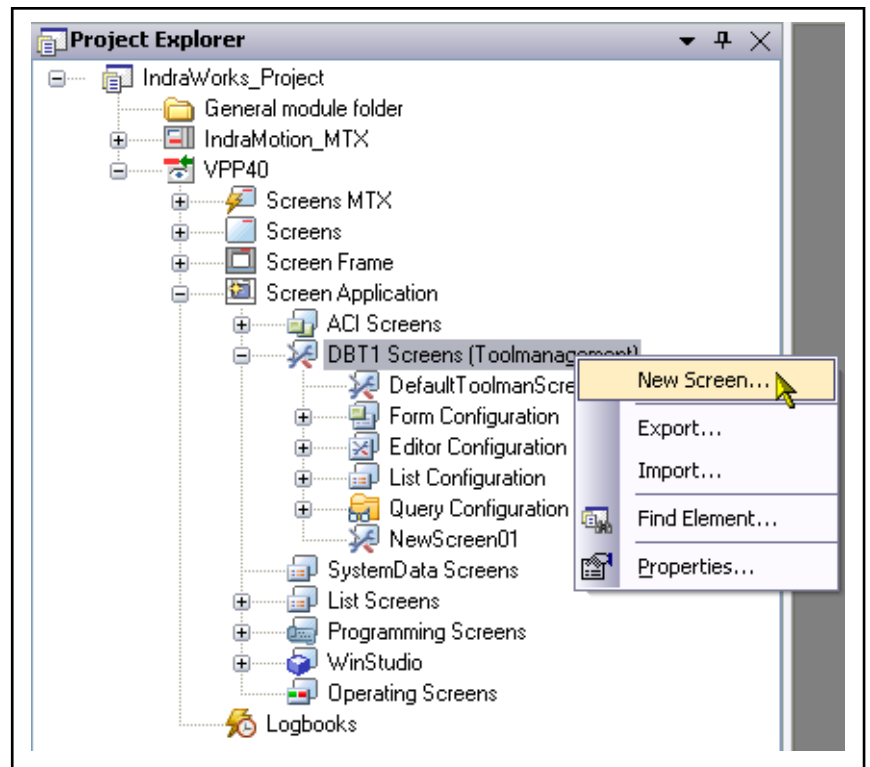 Project Explorer
IndraWorks_Project
General module folder
IndraMotion_MTX
VPP40
Screens MTX
Screens
Screen Frame
Screen Application
ACI Screens
DBT1 Screens (Toolmanagement)
New Screen...
DefaultToolmanScre
Form Configuration
Export...
Editor Configuration
Import...
List Configuration
Query Configuration
Find Element...
NewScreen01
Properties...
SystemData Screens
List Screens
Programming Screens
WinStudio
Operating Screens
Logbooks